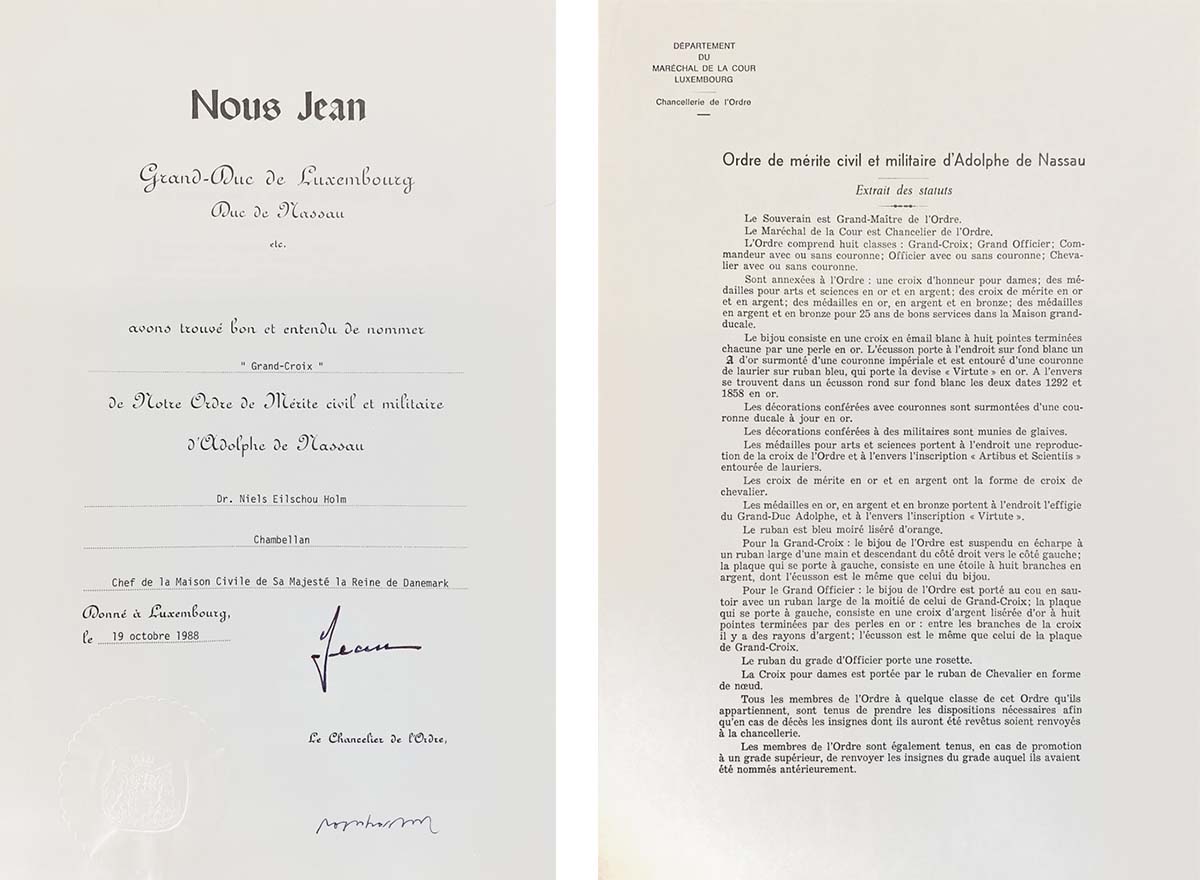 Nous Jean
Grand-Duc de Luxembourg
Duc de Nassau
etc.
avons trouvé bon et entendu de nommer
" Grand-Croix "
de Notre Ordre de Mérite civil et militaire
d'Adolphe de Nassau
Dr. Niels Eilschou Holm
Chambellan
Chef de la Maison Civile de Sa Majesté la Reine de Danemark
Donné à Luxembourg,
le 19 octobre 1988
Jean
Le Chancelier de l'Ordre,
DÉPARTEMENT
DU
MARÉCHAL DE LA COUR
LUXEMBOURG
Chancellerie de l'Ordre
Ordre de mérite civil et militaire d'Adolphe de Nassau
Extrait des statuts
Le Souverain est Grand-Maître de l'Ordre.
Le Maréchal de la Cour est Chancelier de l'Ordre.
L'Ordre comprend huit classes : Grand-Croix; Grand Officier; Com-
mandeur avec ou sans couronne; Officier avec ou sans couronne; Cheva-
lier avec ou sans couronne.
Sont annexées à l'Ordre : une croix d'honneur pour dames; des mé-
dailles pour arts et sciences en or et en argent; des croix de mérite en or
et en argent; des médailles en or, en argent et en bronze; des médailles
en argent et en bronze pour 25 ans de bons services dans la Maison grand-
ducale.
Le bijou consiste en une croix en émail blanc à huit pointes terminées
chacune par une perle en or. L'écusson porte à l'endroit sur fond blanc un
A d'or surmonté d'une couronne impériale et est entouré d'une couronne
de laurier sur ruban bleu, qui porte la devise « Virtute » en or. A l'envers
se trouvent dans un écusson rond sur fond blanc les deux dates 1292 et
1858 en or.
Les décorations conférées avec couronnes sont surmontées d'une cou-
ronne ducale à jour en or.
Les décorations conférées à des militaires sont munies de glaives.
Les médailles pour arts et sciences portent à l'endroit une reproduc-
tion de la croix de l'Ordre et à l'envers l'inscription « Artibus et Scientiis »
entourée de lauriers.
Les croix de mérite en or et en argent ont la forme de croix de
chevalier.
Les médailles en or, en argent et en bronze portent à l'endroit l'effigie
du Grand-Duc Adolphe, et à l'envers l'inscription « Virtute ».
Le ruban est bleu moiré liséré d'orange.
Pour la Grand-Croix : le bijou de l'Ordre est suspendu en écharpe à
un ruban large d'une main et descendant du côté droit vers le côté gauche;
la plaque qui se porte à gauche, consiste en une étoile à huit branches en
argent, dont l'écusson est le même que celui du bijou.
Pour le Grand Officier : le bijou de l'Ordre est porté au cou en sau-
toir avec un ruban large de la moitié de celui de Grand-Croix; la plaque
qui se porte à gauche, consiste en une croix d'argent lisérée d'or à huit
pointes terminées par des perles en or : entre les branches de la croix
il y a des rayons d'argent; l'écusson est le même que celui de la plaque
de Grand-Croix.
Le ruban du grade d'Officier porte une rosette.
La Croix pour dames est portée par le ruban de Chevalier en forme
de nœud.
Tous les membres de l'Ordre à quelque classe de cet Ordre qu'ils
appartiennent, sont tenus de prendre les dispositions nécessaires afin
qu'en cas de décès les insignes dont ils auront été revêtus soient renvoyés
à la chancellerie.
Les membres de l'Ordre sont également tenus, en cas de promotion
à un grade supérieur, de renvoyer les insignes du grade auquel ils avaient
été nommés antérieurement.